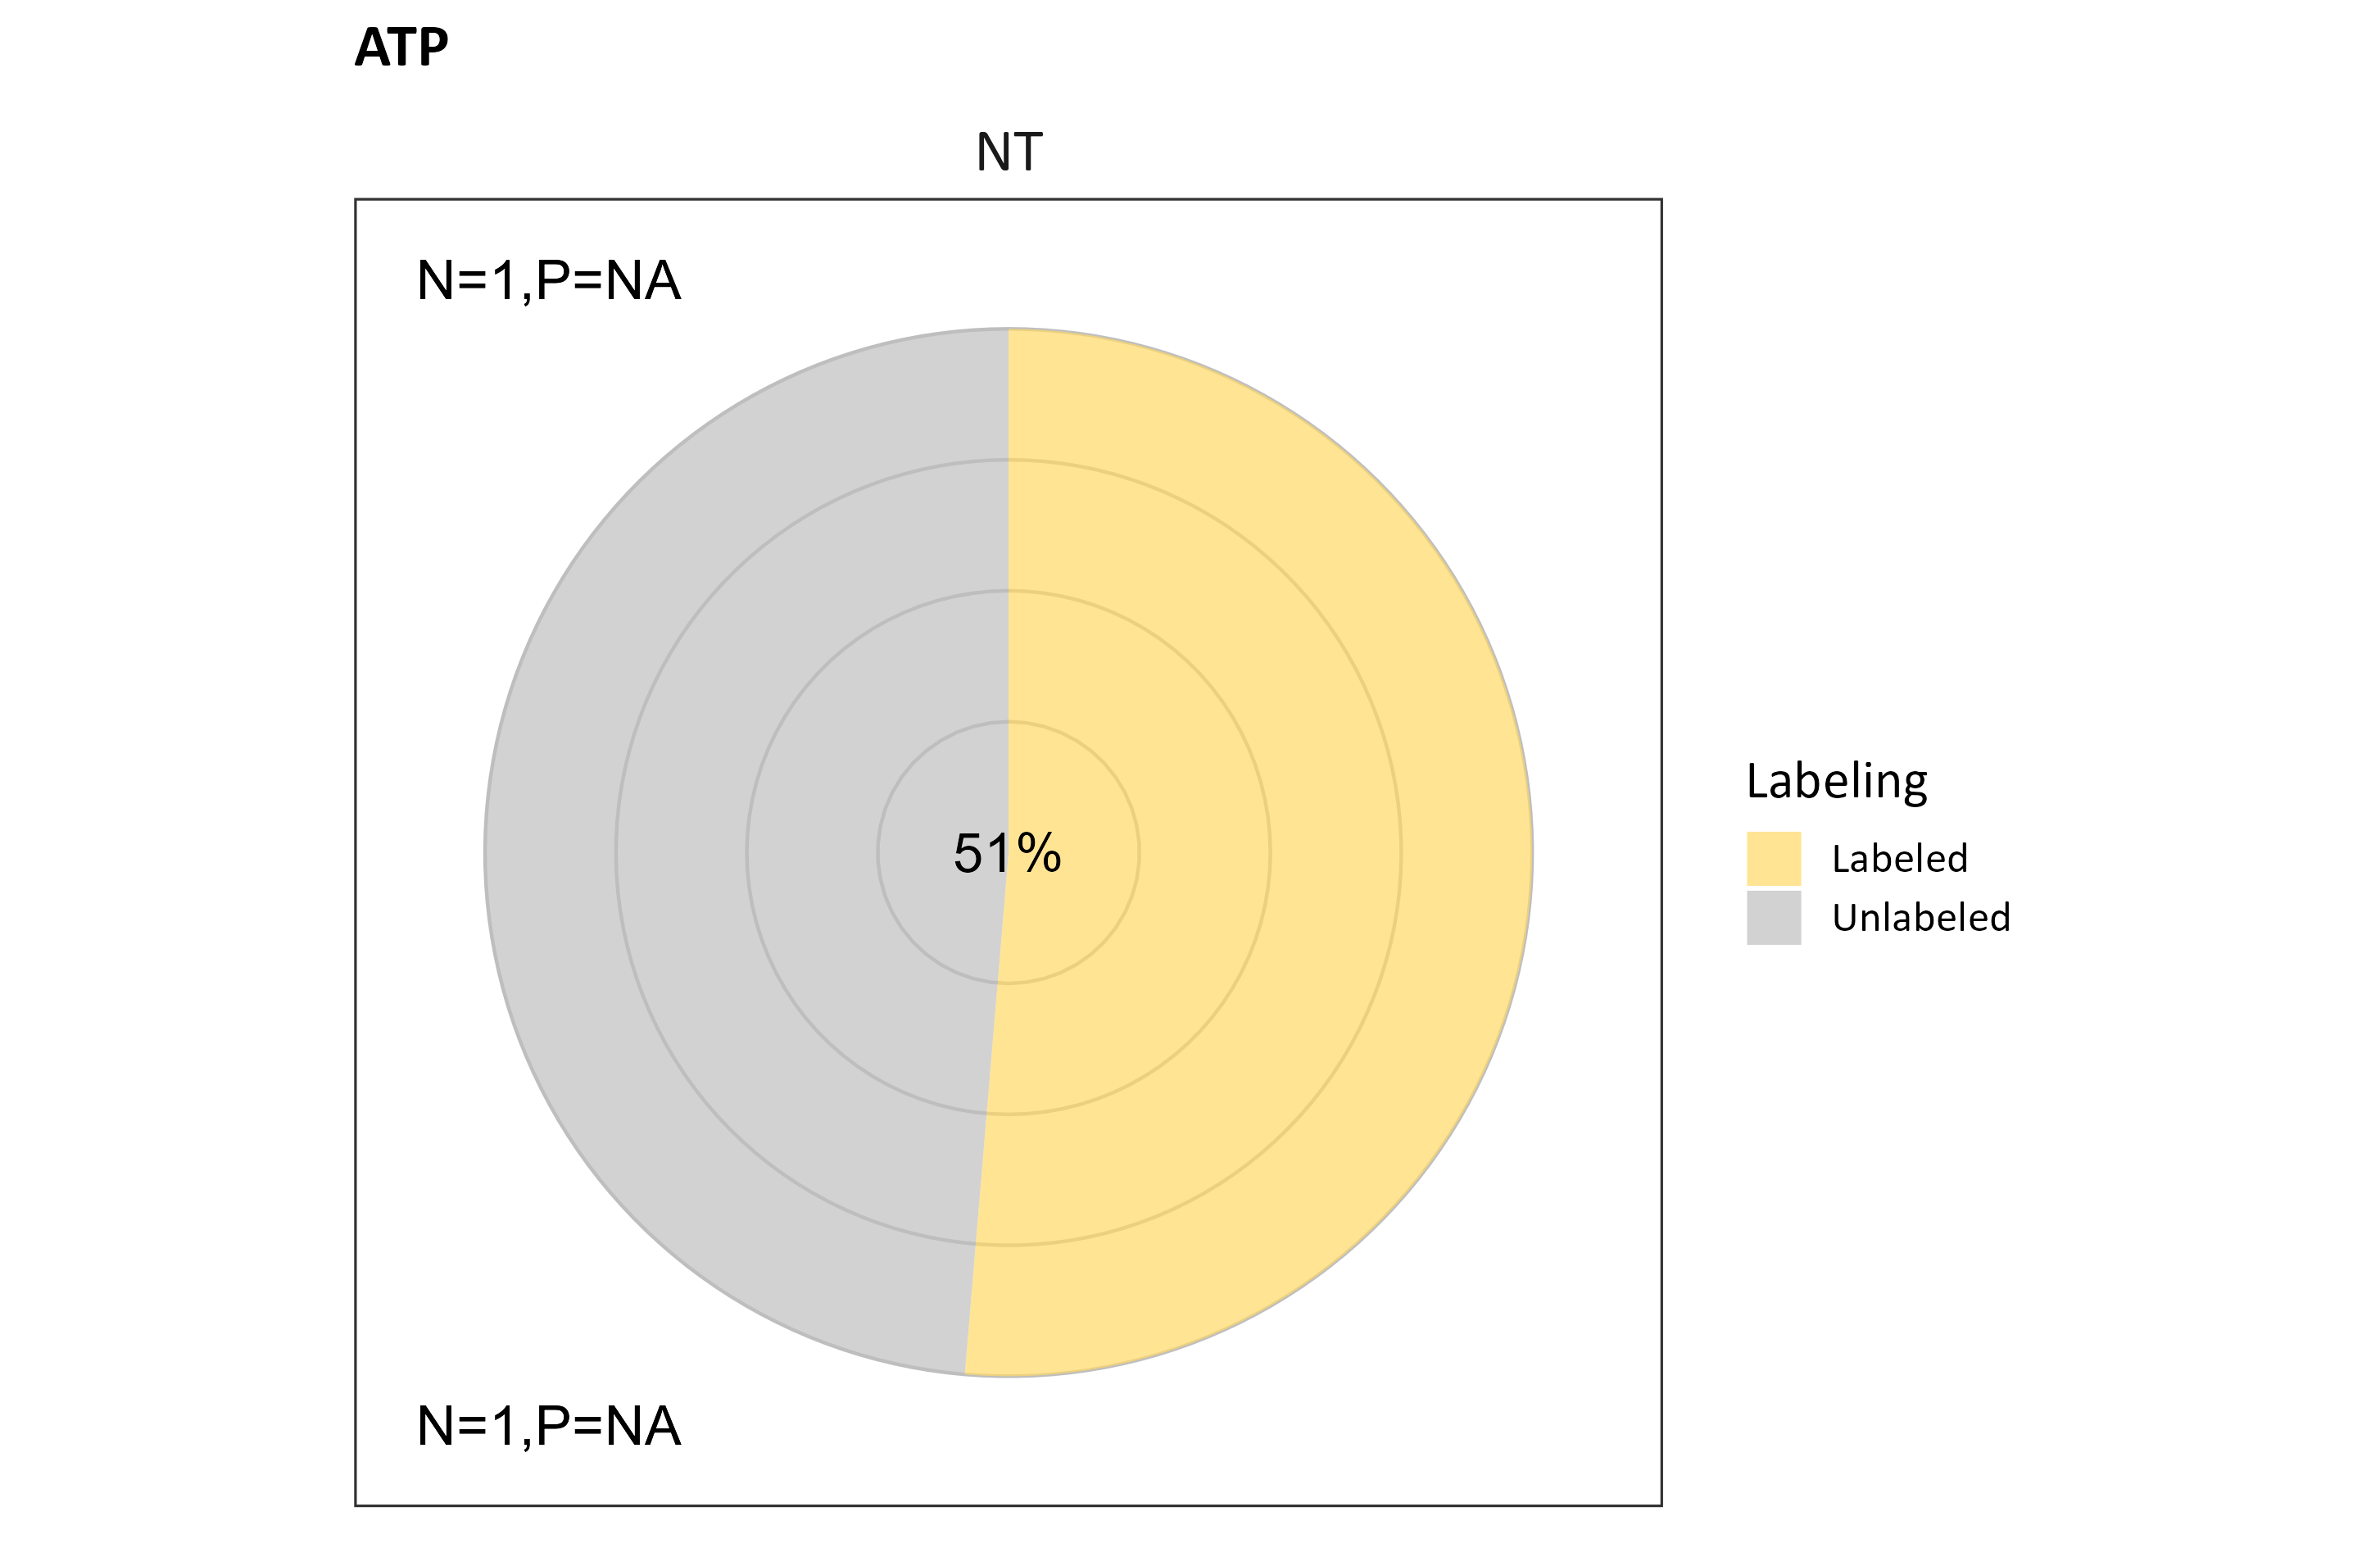 ATP
NT
N=1,P=NA
51%
N=1,P=NA
Labeling
Labeled
Unlabeled